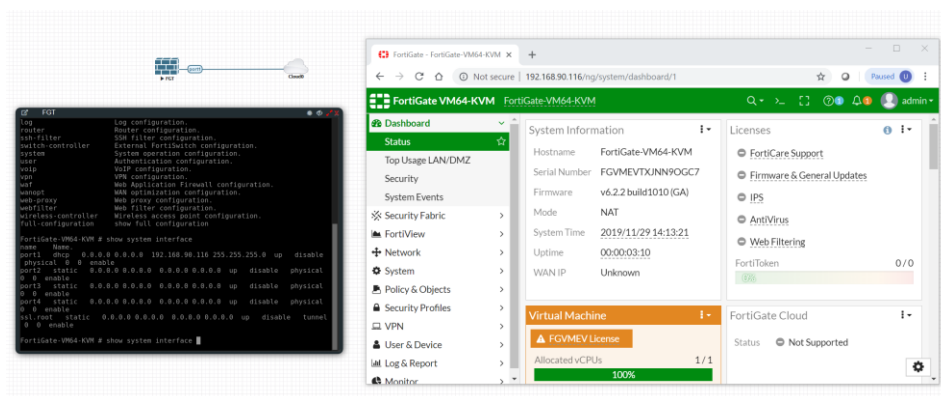 port1
FGT
Cloud0
FGT
log Log configuration.
router Router configuration.
ssh-filter SSH filter configuration.
switch-controller External FortiSwitch configuration.
system System operation configuration.
user Authentication configuration.
voip VoIP configuration.
vpn VPN configuration.
waf Web Application Firewall configuration.
wanopt WAN optimization configuration.
web-proxy Web proxy configuration.
webfilter Web filter configuration.
wireless-controller Wireless access point configuration.
full-configuration show full configuration
FortiGate-VM64-KVM # show system interface
name Name.
port1 dhcp 0.0.0.0 0.0.0.0 192.168.90.116 255.255.255.0 up disable
physical 0 0 enable
port2 static 0.0.0.0 0.0.0.0 0.0.0.0 0.0.0.0 up disable physical
0 0 enable
port3 static 0.0.0.0 0.0.0.0 0.0.0.0 0.0.0.0 up disable physical
0 0 enable
port4 static 0.0.0.0 0.0.0.0 0.0.0.0 0.0.0.0 up disable physical
0 0 enable
ssl.root static 0.0.0.0 0.0.0.0 0.0.0.0 0.0.0.0 up disable tunnel
0 0 enable
FortiGate-VM64-KVM # show system interface
FortiGate - FortiGate-VM64-KVM
Not secure 192.168.90.116/ng/system/dashboard/1
Paused U
FortiGate VM64-KVM FortiGate-VM64-KVM
admin
Dashboard
Status
Top Usage LAN/DMZ
Security
System Events
Security Fabric
FortiView
Network
System
Policy & Objects
Security Profiles
VPN
User & Device
Log & Report
Monitor
System Information
Hostname FortiGate-VM64-KVM
Serial Number FGVMEVTXJNN9OGC7
Firmware v6.2.2 build1010 (GA)
Mode NAT
System Time 2019/11/29 14:13:21
Uptime 00:00:03:10
WAN IP Unknown
Licenses
FortiCare Support
Firmware & General Updates
IPS
AntiVirus
Web Filtering
FortiToken 0 / 0
0%
Virtual Machine
FGVMEV License
Allocated vCPUs 1 / 1
100%
FortiGate Cloud
Status Not Supported